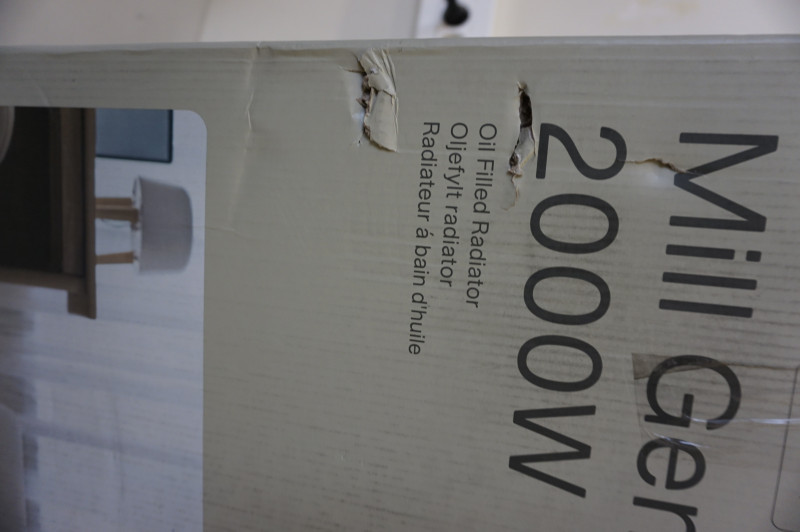 Mill Ger
2000W
Oil Filled Radiator
Oljefylt radiator
Radiateur á bain d'huile